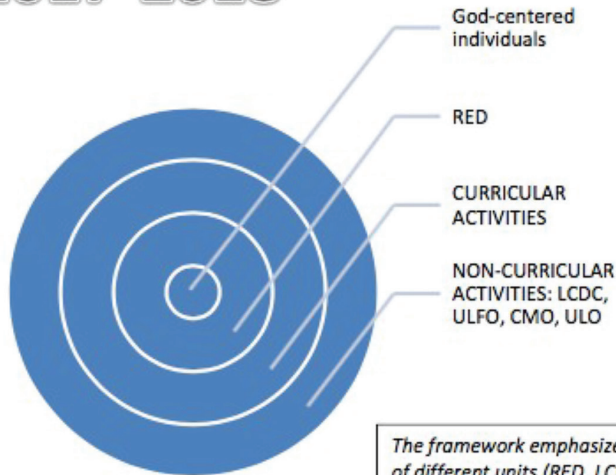 God-centered
individuals
RED
CURRICULAR
ACTIVITIES
NON-CURRICULAR
ACTIVITIES: LCDC,
ULFO, CMO, ULO
The framework emphasize
of different units (RED, LC